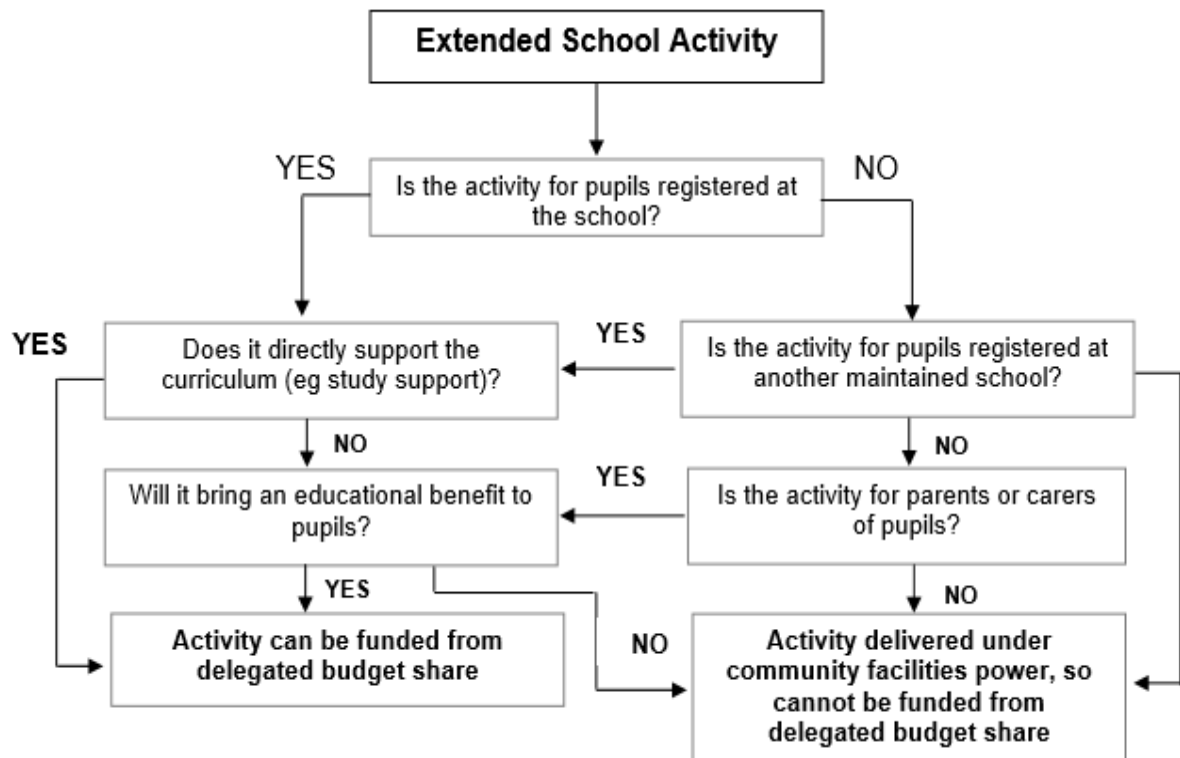 Extended School Activity
YES
NO
Is the activity for pupils registered at
the school?
YES
Does it directly support the
curriculum (eg study support)?
YES
Is the activity for pupils registered at
another maintained school?
NO
NO
Will it bring an educational benefit to
pupils?
YES
Is the activity for parents or carers
of pupils?
YES
NO
Activity can be funded from
delegated budget share
NO
Activity delivered under
community facilities power, so
cannot be funded from
delegated budget share